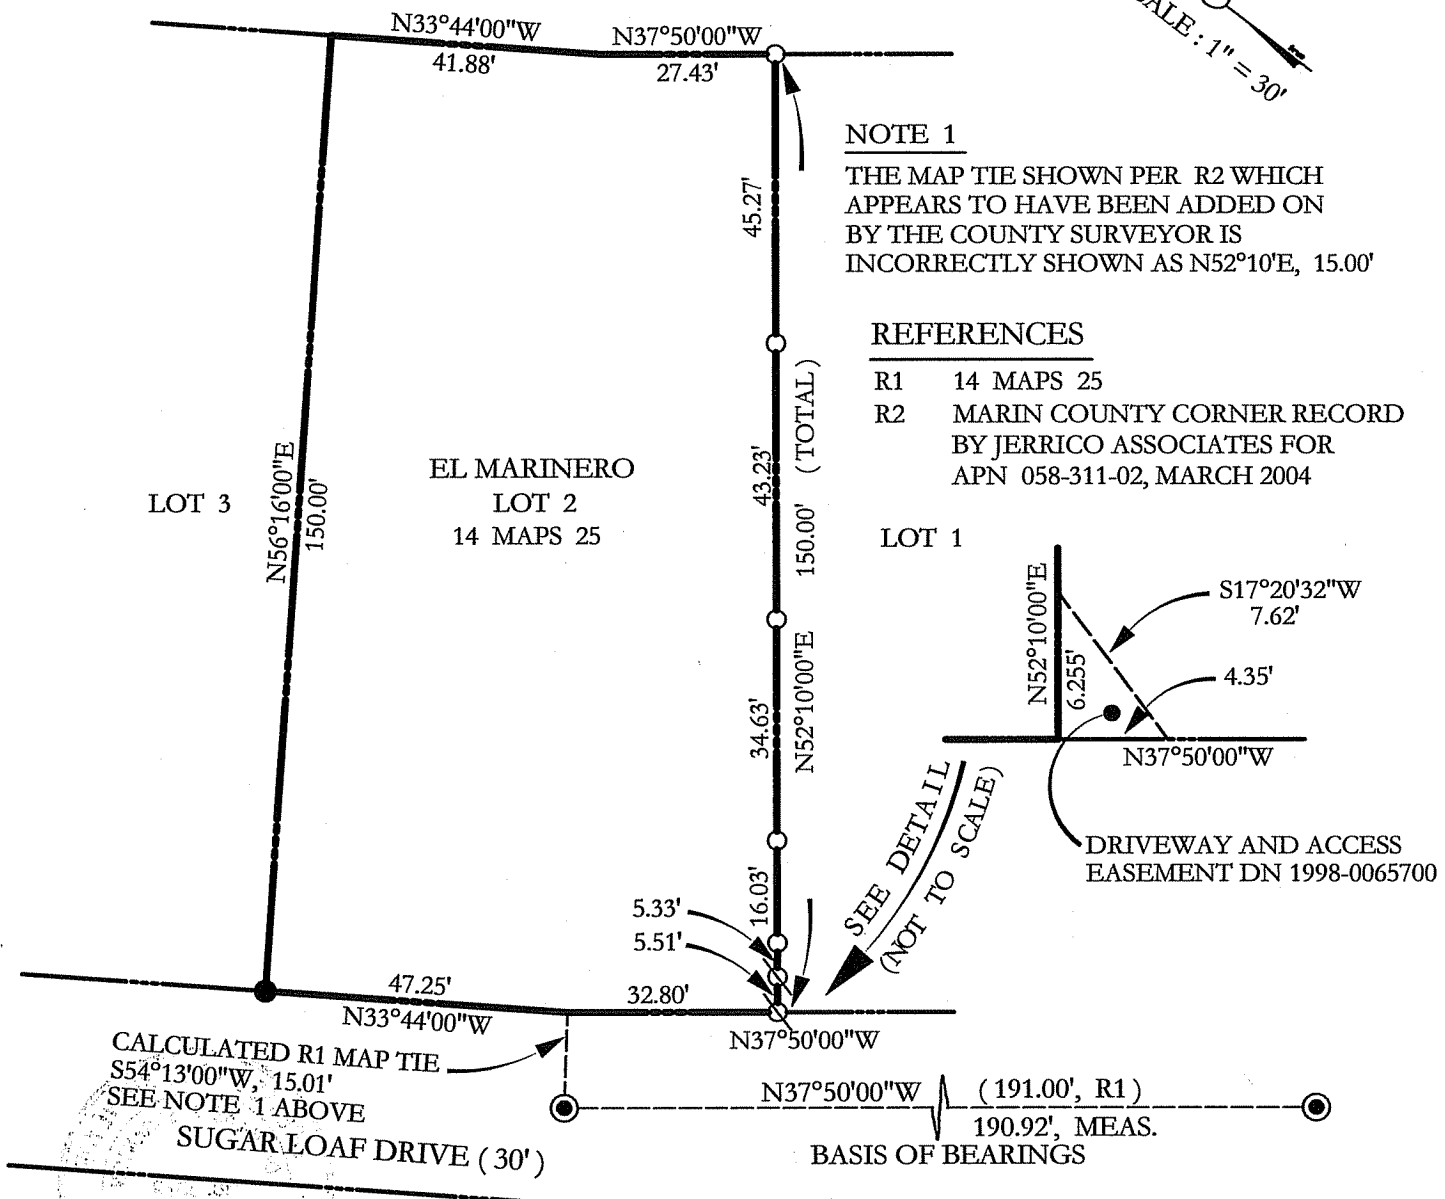 N33°44'00"W
41.88'
N37°50'00"W
27.43'
SCALE : 1" = 30'
NOTE 1
THE MAP TIE SHOWN PER R2 WHICH
APPEARS TO HAVE BEEN ADDED ON
BY THE COUNTY SURVEYOR IS
INCORRECTLY SHOWN AS N52°10'E, 15.00'
REFERENCES
R1 14 MAPS 25
R2 MARIN COUNTY CORNER RECORD
BY JERRICO ASSOCIATES FOR
APN 058-311-02, MARCH 2004
45.27'
43.23'
150.00' (TOTAL)
N52°10'00"E
34.63'
16.03'
5.33'
5.51'
LOT 3
N56°16'00"E
150.00'
EL MARINERO
LOT 2
14 MAPS 25
LOT 1
N52°10'00"E
6.255'
S17°20'32"W
7.62'
4.35'
N37°50'00"W
DRIVEWAY AND ACCESS
EASEMENT DN 1998-0065700
SEE DETAIL
(NOT TO SCALE)
47.25'
N33°44'00"W
32.80'
N37°50'00"W
CALCULATED R1 MAP TIE
S54°13'00"W, 15.01'
SEE NOTE 1 ABOVE
SUGAR LOAF DRIVE ( 30' )
N37°50'00"W (191.00', R1)
190.92', MEAS.
BASIS OF BEARINGS